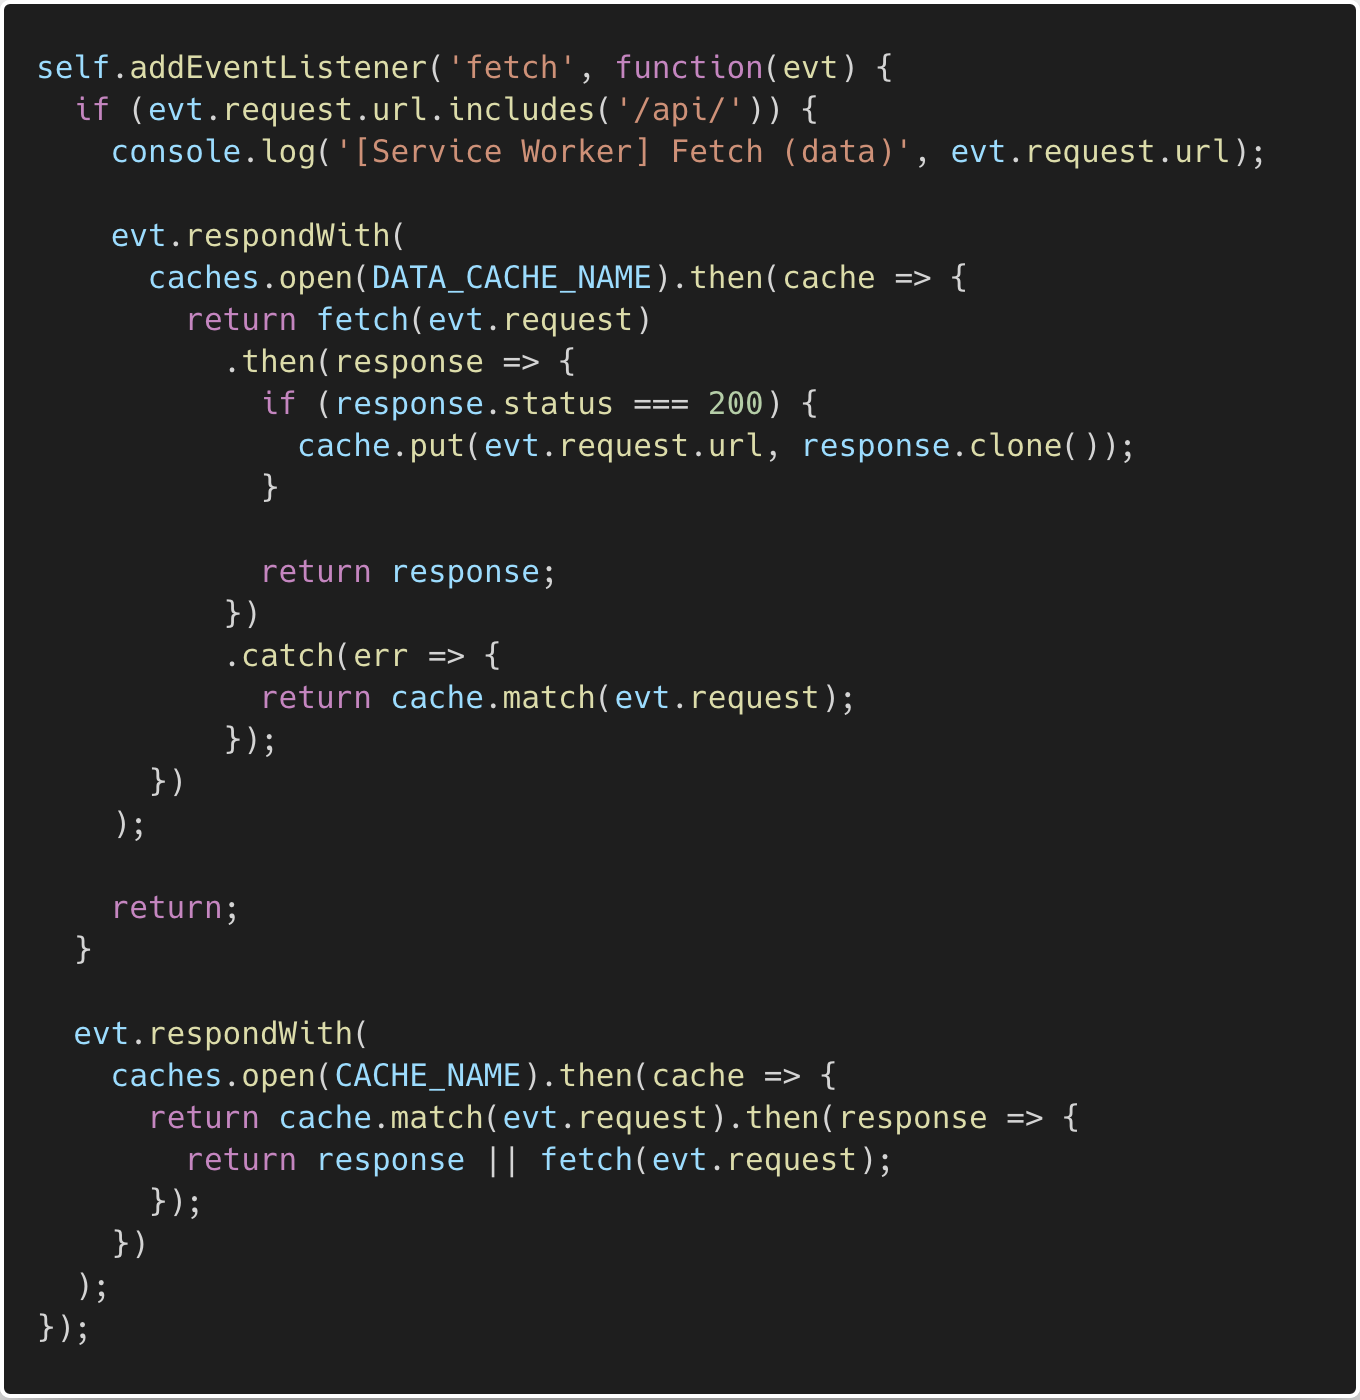 self.addEventListener('fetch', function(evt) {
  if (evt.request.url.includes('/api/')) {
    console.log('[Service Worker] Fetch (data)', evt.request.url);

    evt.respondWith(
      caches.open(DATA_CACHE_NAME).then(cache => {
        return fetch(evt.request)
          .then(response => {
            if (response.status === 200) {
              cache.put(evt.request.url, response.clone());
            }

            return response;
          })
          .catch(err => {
            return cache.match(evt.request);
          });
      })
    );

    return;
  }

  evt.respondWith(
    caches.open(CACHE_NAME).then(cache => {
      return cache.match(evt.request).then(response => {
        return response || fetch(evt.request);
      });
    })
  );
});